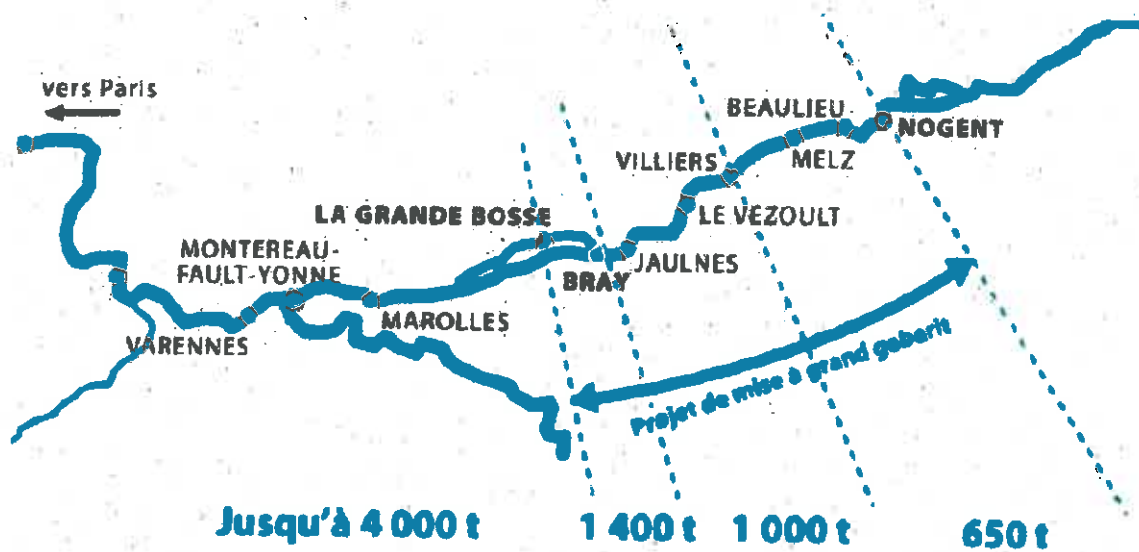 vers Paris
BEAULIEU
NOGENT
VILLIERS
MELZ
LA GRANDE BOSSE
LE VEZOULT
MONTEREAU-
FAULT-YONNE
BRAY
JAULNES
MAROLLES
VARENNES
Projet de mise à grand gabarit
Jusqu'à 4 000 t
1 400 t
1 000 t
650 t